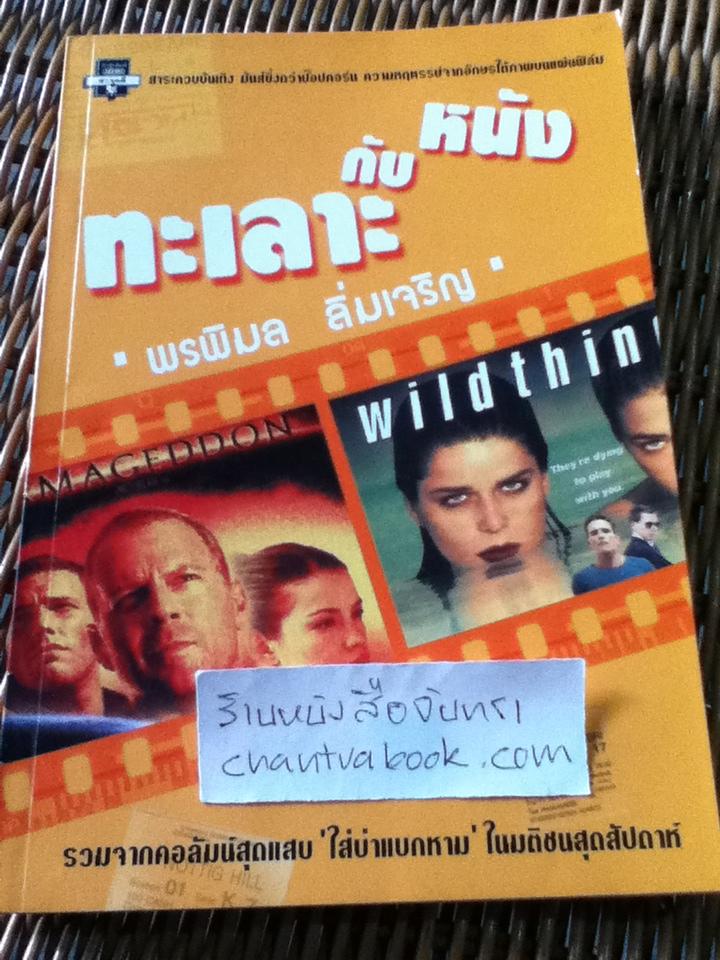 สาระควบบันเทิง มันส์ยิ่งกว่าป๊อปคอร์น ความหฤหรรษ์จากอักษรใต้ภาพบนแผ่นฟิล์ม
ทะเลาะ
กับ
หนัง
พรพิมล ลิ่มเจริญ
MAGEDDON
wild thin
They're dying
to play
with you.
ร้านหนังสือจันทรา
chantrabook.com
NOTTIG HILL
01
K 7
รวมจากคอลัมน์สุดแสบ 'ใส่บ่าแบกหาม' ในมติชนสุดสัปดาห์